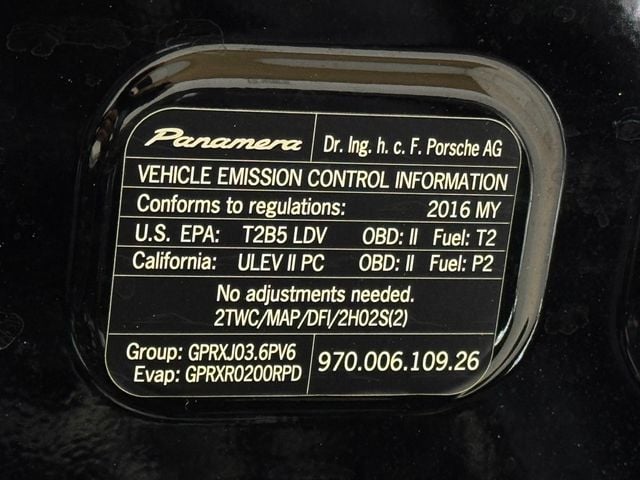 Panamera Dr. Ing. h. c. F. Porsche AG
VEHICLE EMISSION CONTROL INFORMATION
Conforms to regulations: 2016 MY
U.S. EPA: T2B5 LDV OBD: II Fuel: T2
California: ULEV II PC OBD: II Fuel: P2
No adjustments needed.
2TWC/MAP/DFI/2HO2S(2)
Group: GPRXJ03.6PV6
Evap: GPRXR0200RPD
970.006.109.26